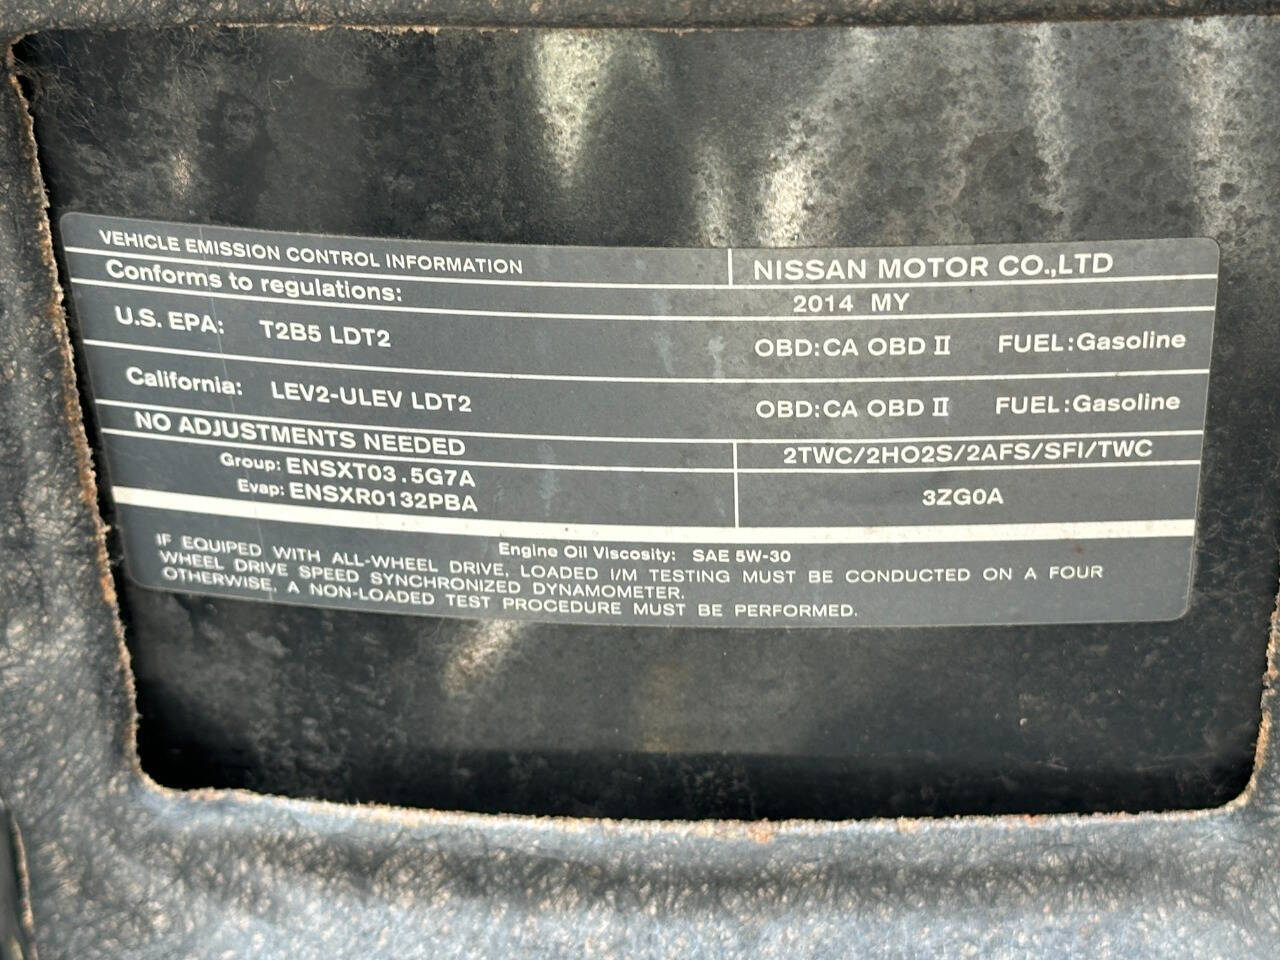 VEHICLE EMISSION CONTROL INFORMATION NISSAN MOTOR CO.,LTD
Conforms to regulations: 2014 MY
U.S. EPA: T2B5 LDT2 OBD:CA OBD II FUEL:Gasoline
California: LEV2-ULEV LDT2 OBD:CA OBD II FUEL:Gasoline
NO ADJUSTMENTS NEEDED 2TWC/2HO2S/2AFS/SFI/TWC
Group: ENSXT03.5G7A
Evap: ENSXR0132PBA 3ZG0A
Engine Oil Viscosity: SAE 5W-30
IF EQUIPED WITH ALL-WHEEL DRIVE, LOADED I/M TESTING MUST BE CONDUCTED ON A FOUR
WHEEL DRIVE SPEED SYNCHRONIZED DYNAMOMETER.
OTHERWISE, A NON-LOADED TEST PROCEDURE MUST BE PERFORMED.